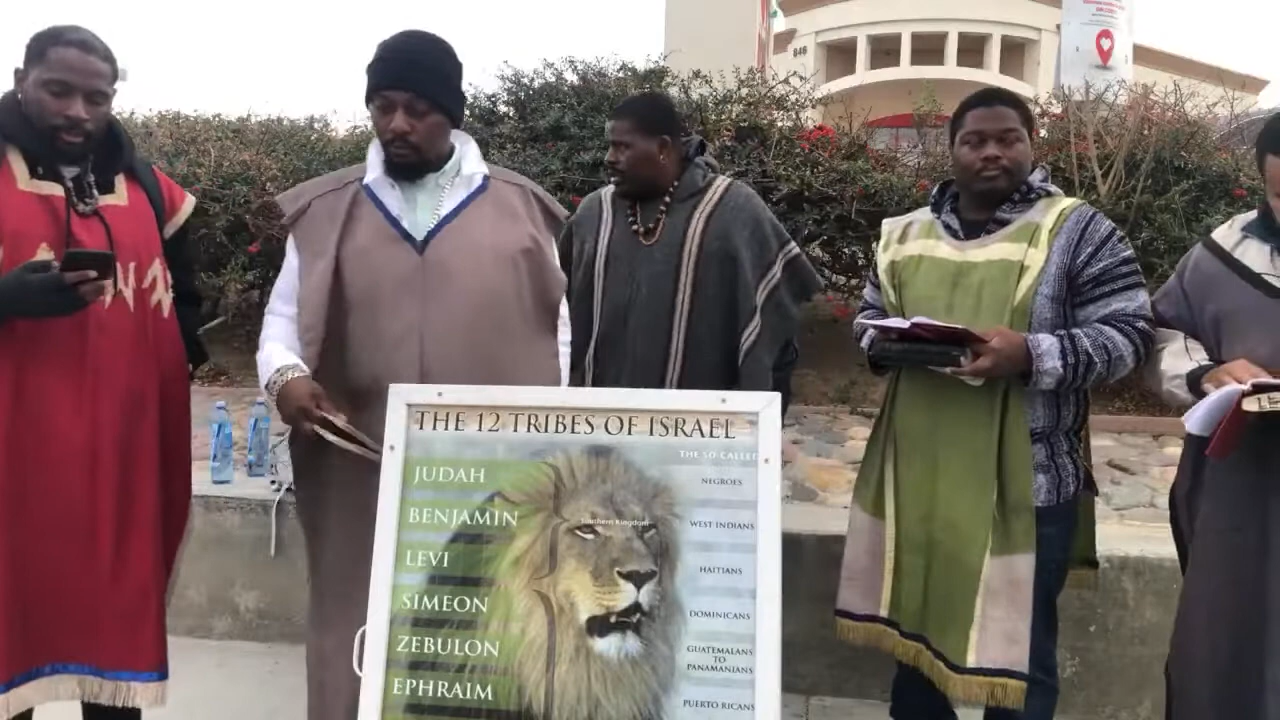 846
THE 12 TRIBES OF ISRAEL
THE SO CALLED
JUDAH
NEGROES
BENJAMIN
Southern Kingdom
WEST INDIANS
LEVI
HAITIANS
SIMEON
DOMINICANS
ZEBULON
GUATEMALANS
TO
PANAMANIANS
EPHRAIM
PUERTO RICANS